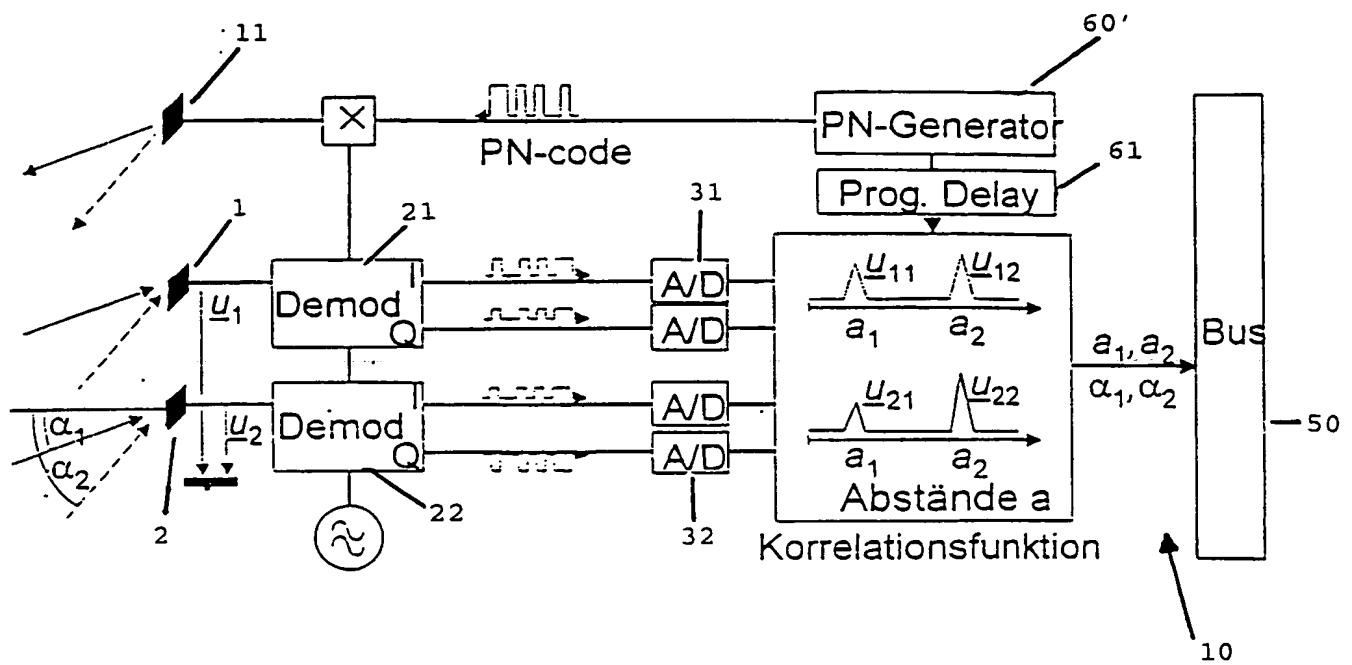 11
60'
PN-Generator
PN-code
61
Prog. Delay
1
21
31
u1
Demod
I
Q
A/D
A/D
u11
u12
a1
a2
Bus
a1, a2
α1, α2
α1
α2
u2
Demod
I
Q
A/D
A/D
u21
u22
a1
a2
50
2
22
32
Abstände a
Korrelationsfunktion
10